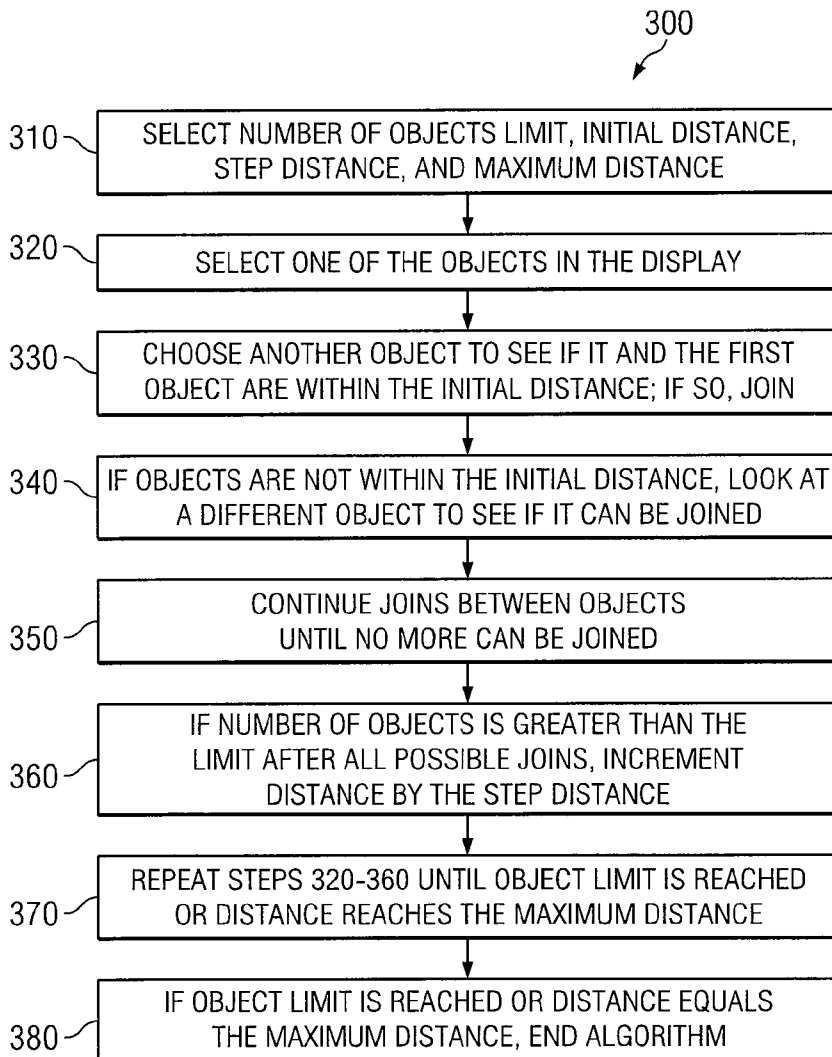 300
310
SELECT NUMBER OF OBJECTS LIMIT, INITIAL DISTANCE,
STEP DISTANCE, AND MAXIMUM DISTANCE
320
SELECT ONE OF THE OBJECTS IN THE DISPLAY
330
CHOOSE ANOTHER OBJECT TO SEE IF IT AND THE FIRST
OBJECT ARE WITHIN THE INITIAL DISTANCE; IF SO, JOIN
340
IF OBJECTS ARE NOT WITHIN THE INITIAL DISTANCE, LOOK AT
A DIFFERENT OBJECT TO SEE IF IT CAN BE JOINED
350
CONTINUE JOINS BETWEEN OBJECTS
UNTIL NO MORE CAN BE JOINED
360
IF NUMBER OF OBJECTS IS GREATER THAN THE
LIMIT AFTER ALL POSSIBLE JOINS, INCREMENT
DISTANCE BY THE STEP DISTANCE
370
REPEAT STEPS 320-360 UNTIL OBJECT LIMIT IS REACHED
OR DISTANCE REACHES THE MAXIMUM DISTANCE
380
IF OBJECT LIMIT IS REACHED OR DISTANCE EQUALS
THE MAXIMUM DISTANCE, END ALGORITHM